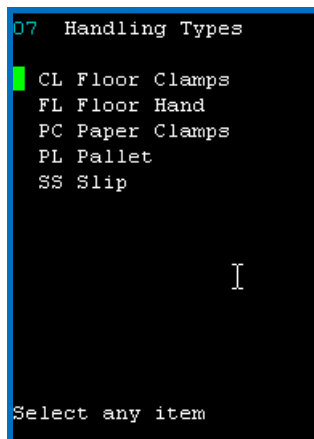 07 Handling Types
CL Floor Clamps
FL Floor Hand
PC Paper Clamps
PL Pallet
SS Slip
Select any item